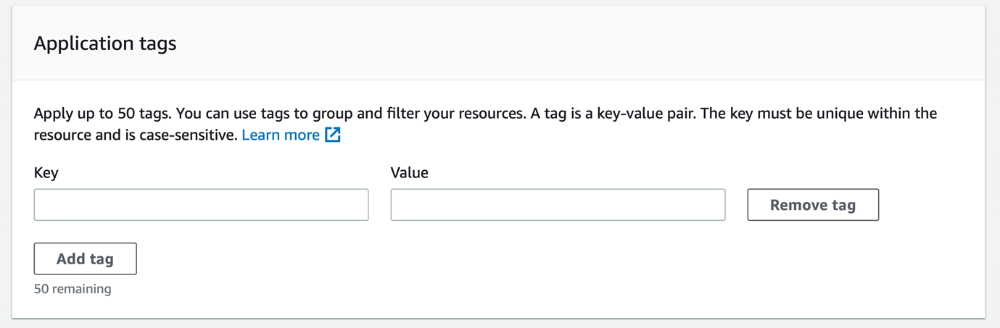 Application tags
Apply up to 50 tags. You can use tags to group and filter your resources. A tag is a key-value pair. The key must be unique within the
resource and is case-sensitive. Learn more
Key Value
Remove tag
Add tag
50 remaining